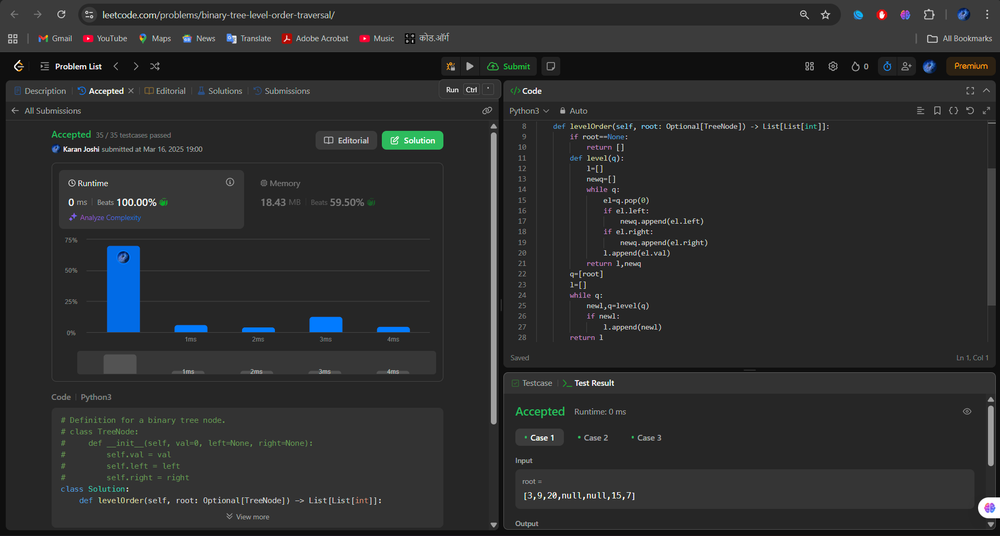 leetcode.com/problems/binary-tree-level-order-traversal/
Gmail YouTube Maps News Translate Adobe Acrobat Music कोड.ऑर्ग All Bookmarks
Problem List Submit 0 Premium
Description Accepted Editorial Solutions Submissions
Run Ctrl '
All Submissions
Accepted 35 / 35 testcases passed
Karan Joshi submitted at Mar 16, 2025 19:00
Editorial Solution
Runtime
0 ms Beats 100.00%
Analyze Complexity
Memory
18.43 MB Beats 59.50%
75%
50%
25%
0%
1ms 2ms 3ms 4ms
1ms 2ms 3ms 4ms
Code Python3
# Definition for a binary tree node.
# class TreeNode:
#     def __init__(self, val=0, left=None, right=None):
#         self.val = val
#         self.left = left
#         self.right = right
class Solution:
    def levelOrder(self, root: Optional[TreeNode]) -> List[List[int]]:
View more
</> Code
Python3 Auto
8     def levelOrder(self, root: Optional[TreeNode]) -> List[List[int]]:
9         if root==None:
10             return []
11         def level(q):
12             l=[]
13             newq=[]
14             while q:
15                 el=q.pop(0)
16                 if el.left:
17                     newq.append(el.left)
18                 if el.right:
19                     newq.append(el.right)
20                 l.append(el.val)
21             return l,newq
22         q=[root]
23         l=[]
24         while q:
25             newl,q=level(q)
26             if newl:
27                 l.append(newl)
28         return l
Saved Ln 1, Col 1
Testcase >_ Test Result
Accepted Runtime: 0 ms
Case 1 Case 2 Case 3
Input
root =
[3,9,20,null,null,15,7]
Output